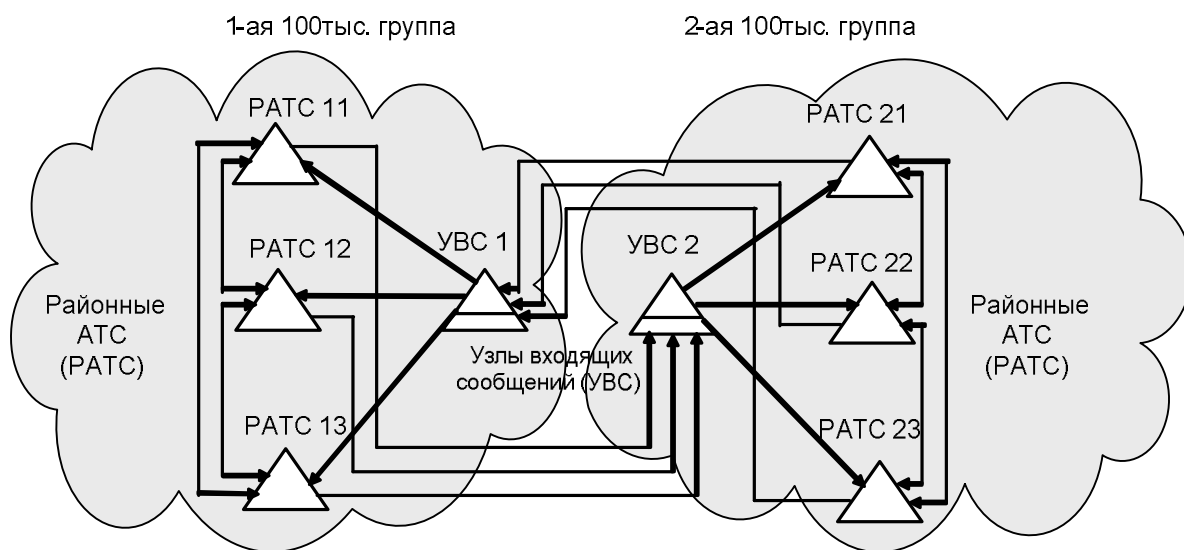 1-ая 100тыс. группа
2-ая 100тыс. группа
РАТС 11
РАТС 21
РАТС 12
УВС 1
УВС 2
РАТС 22
Районные
АТС
(РАТС)
Районные
АТС
(РАТС)
Узлы входящих
сообщений (УВС)
РАТС 13
РАТС 23